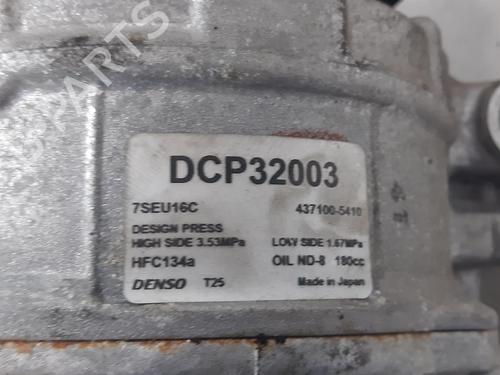 PARTS
DCP32003
7SEU16C 437100-5410
DESIGN PRESS
HIGH SIDE 3.53MPa LOW SIDE 1.67MPa
HFC134a OIL ND-8 180cc
DENSO T25 Made in Japan